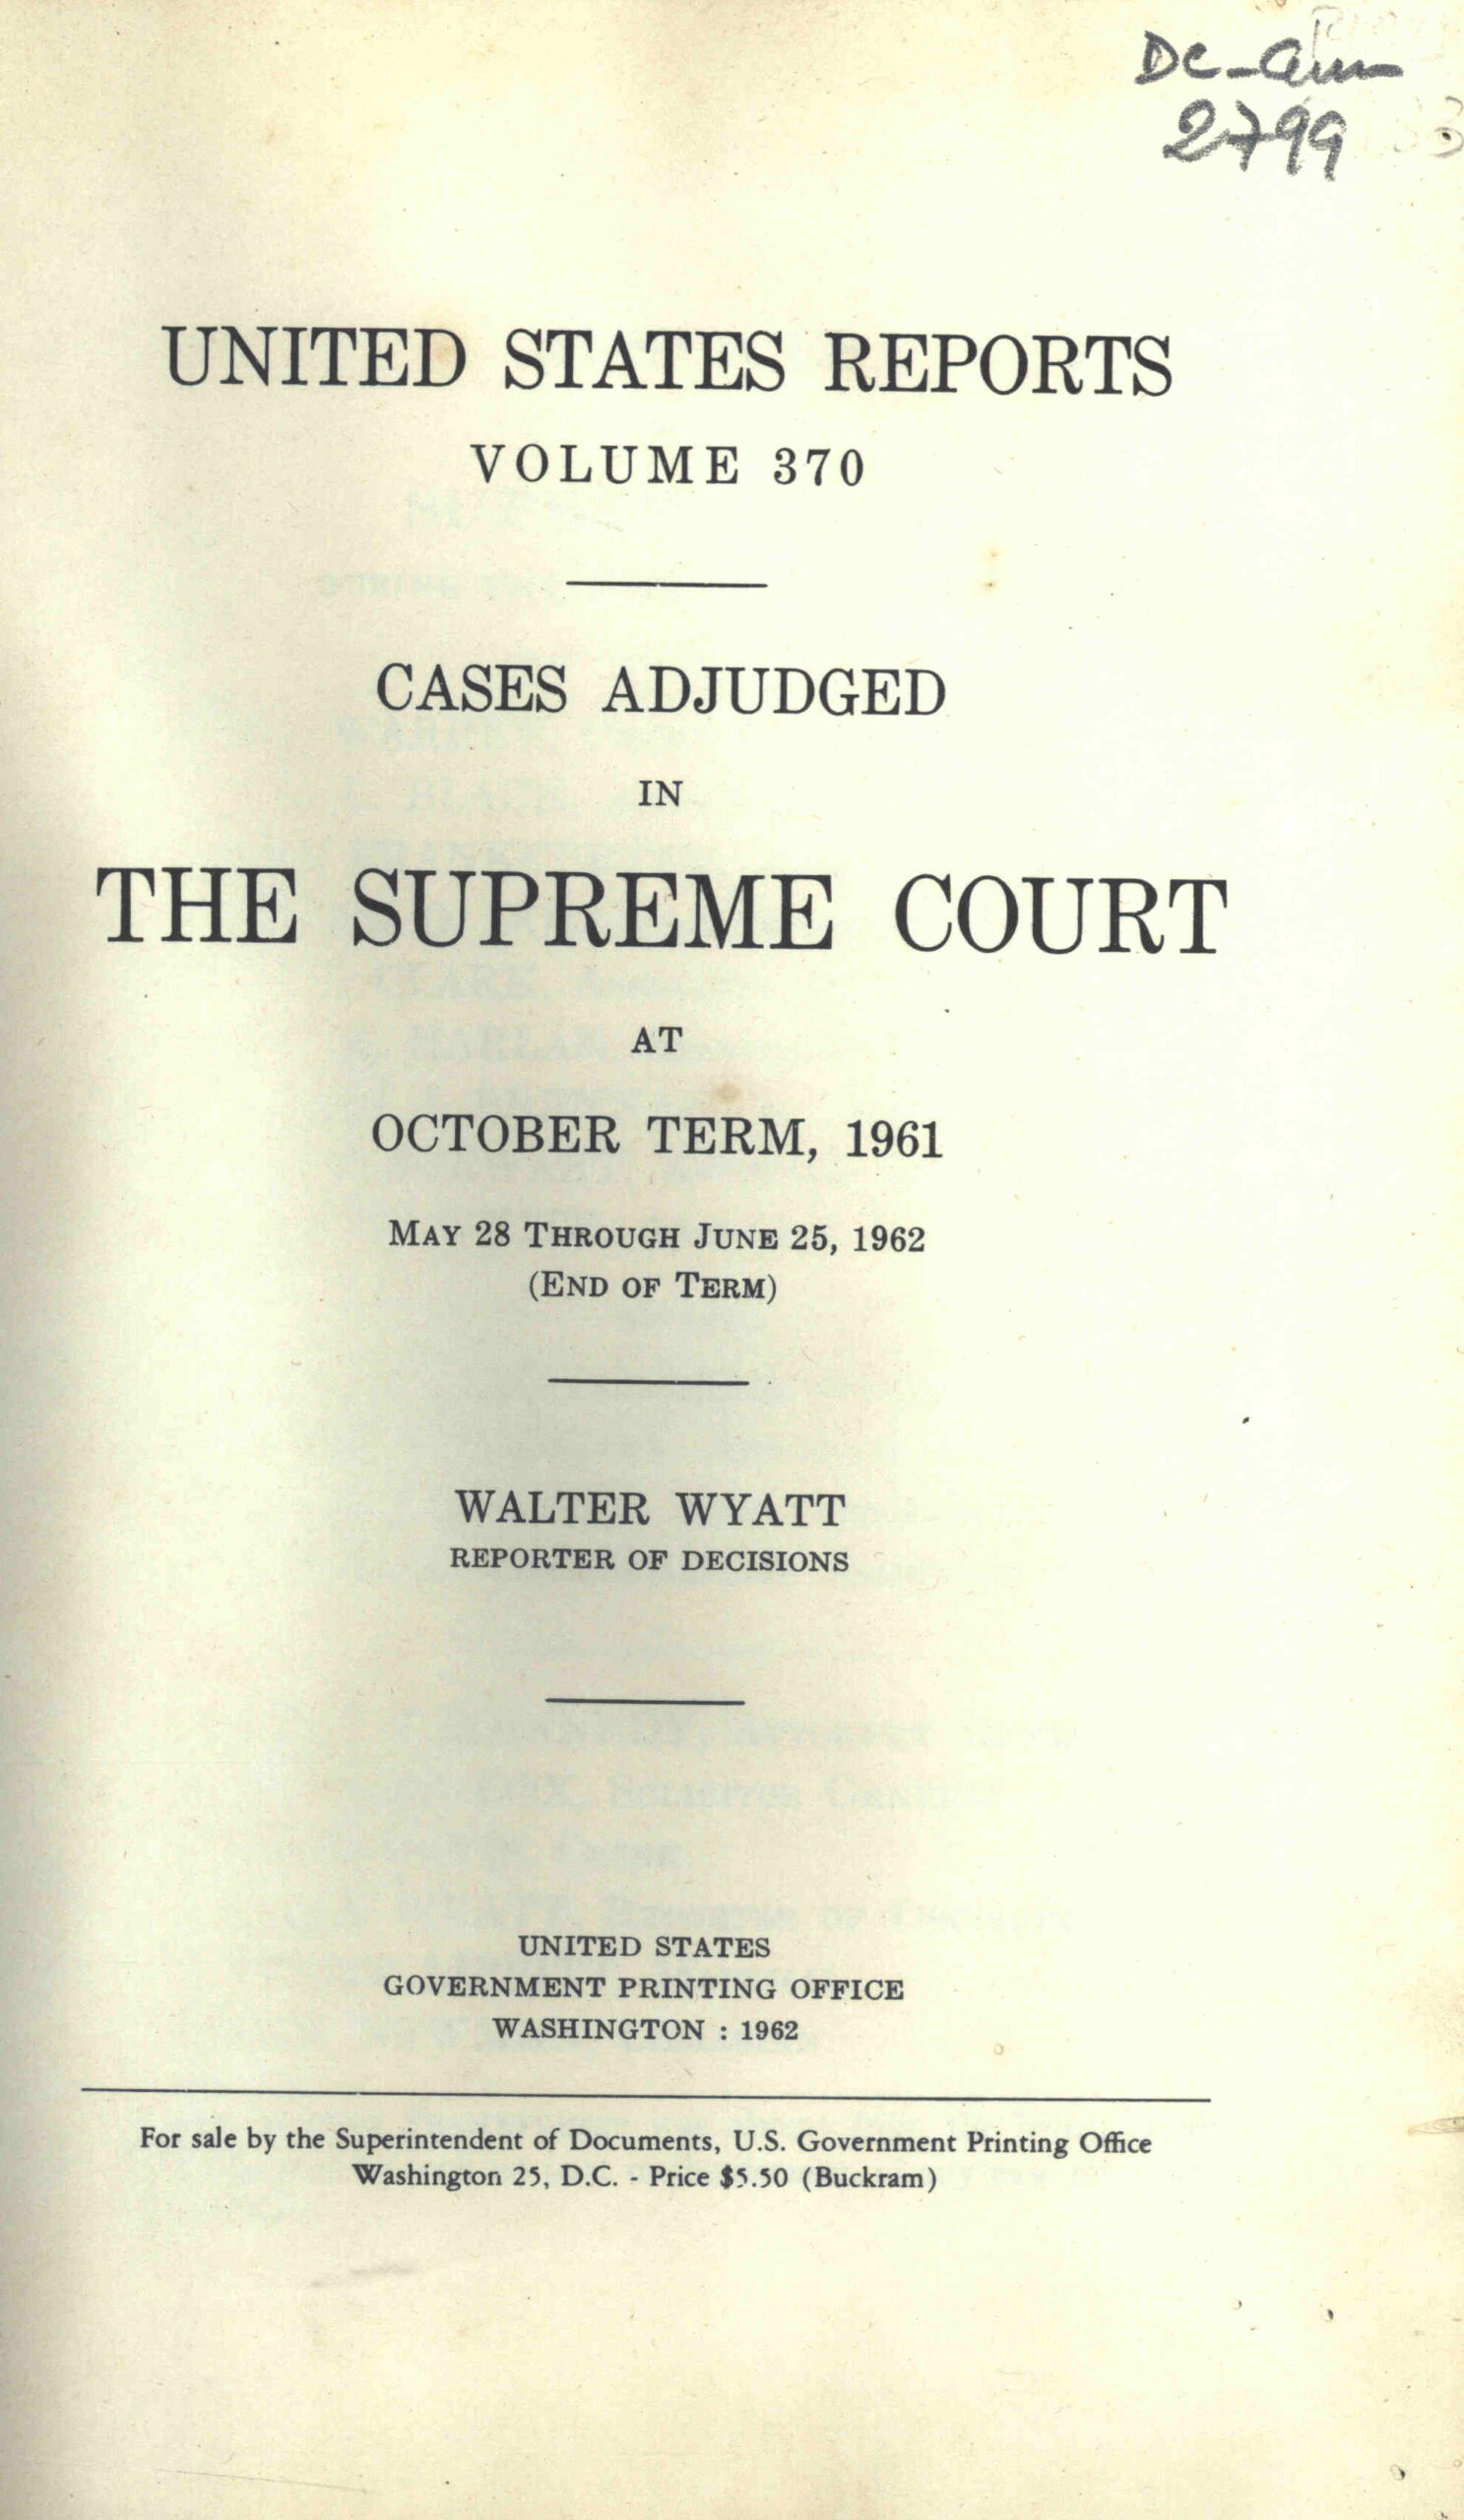 2799
UNITED STATES REPORTS
VOLUME 370
CASES ADJUDGED
IN
THE SUPREME COURT
AT
OCTOBER TERM, 1961
MAY 28 THROUGH JUNE 25, 1962
(END OF TERM)
WALTER WYATT
REPORTER OF DECISIONS
UNITED STATES
GOVERNMENT PRINTING OFFICE
WASHINGTON : 1962
For sale by the Superintendent of Documents, U.S. Government Printing Office
Washington 25, D.C. - Price $5.50 (Buckram)